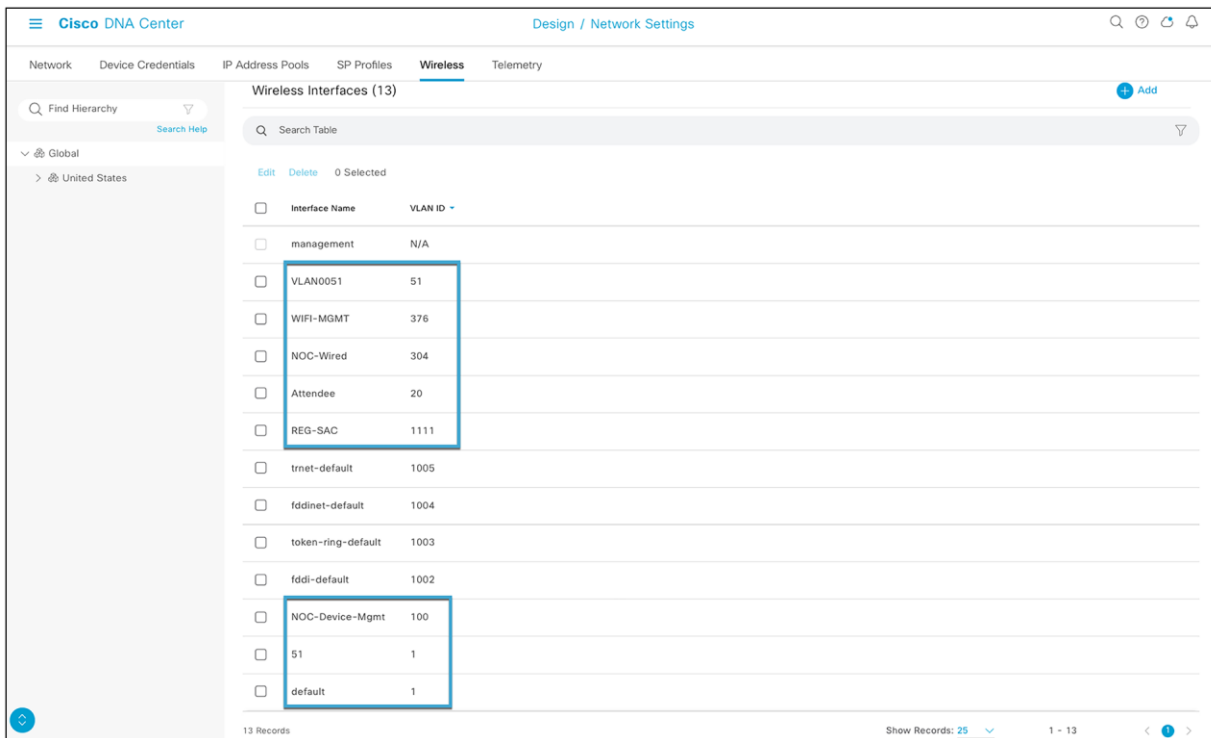 Cisco DNA Center
Design / Network Settings
Network Device Credentials IP Address Pools SP Profiles Wireless Telemetry
Find Hierarchy
Search Help
Global
United States
Wireless Interfaces (13)
Add
Search Table
Edit Delete 0 Selected
Interface Name VLAN ID
management N/A
VLAN0051 51
WIFI-MGMT 376
NOC-Wired 304
Attendee 20
REG-SAC 1111
trnet-default 1005
fddinet-default 1004
token-ring-default 1003
fddi-default 1002
NOC-Device-Mgmt 100
51 1
default 1
13 Records Show Records: 25 1 - 13 < 1 >